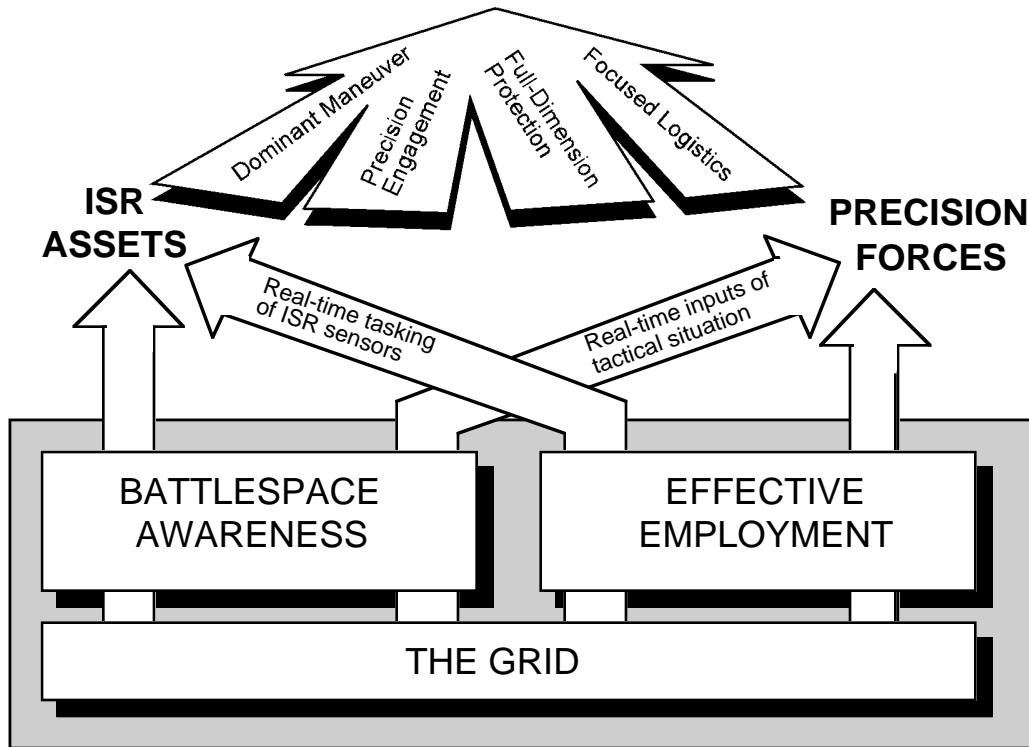 Dominant Maneuver
Precision
Engagement
Full-Dimension
Protection
Focused Logistics
ISR
ASSETS
PRECISION
FORCES
Real-time tasking
of ISR sensors
Real-time inputs of
tactical situation
BATTLESPACE
AWARENESS
EFFECTIVE
EMPLOYMENT
THE GRID